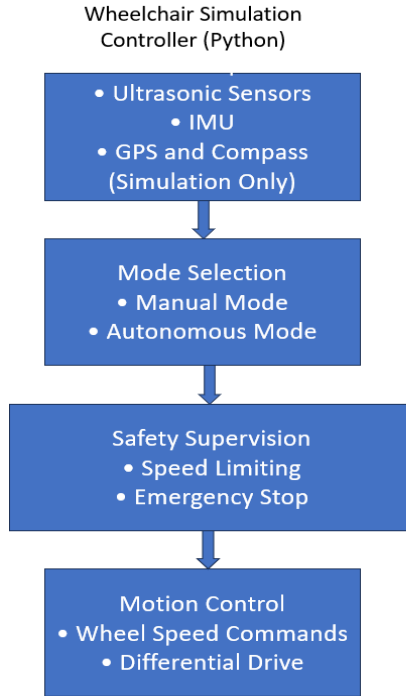 Wheelchair Simulation
Controller (Python)
• Ultrasonic Sensors
• IMU
• GPS and Compass
(Simulation Only)
Mode Selection
• Manual Mode
• Autonomous Mode
Safety Supervision
• Speed Limiting
• Emergency Stop
Motion Control
• Wheel Speed Commands
• Differential Drive